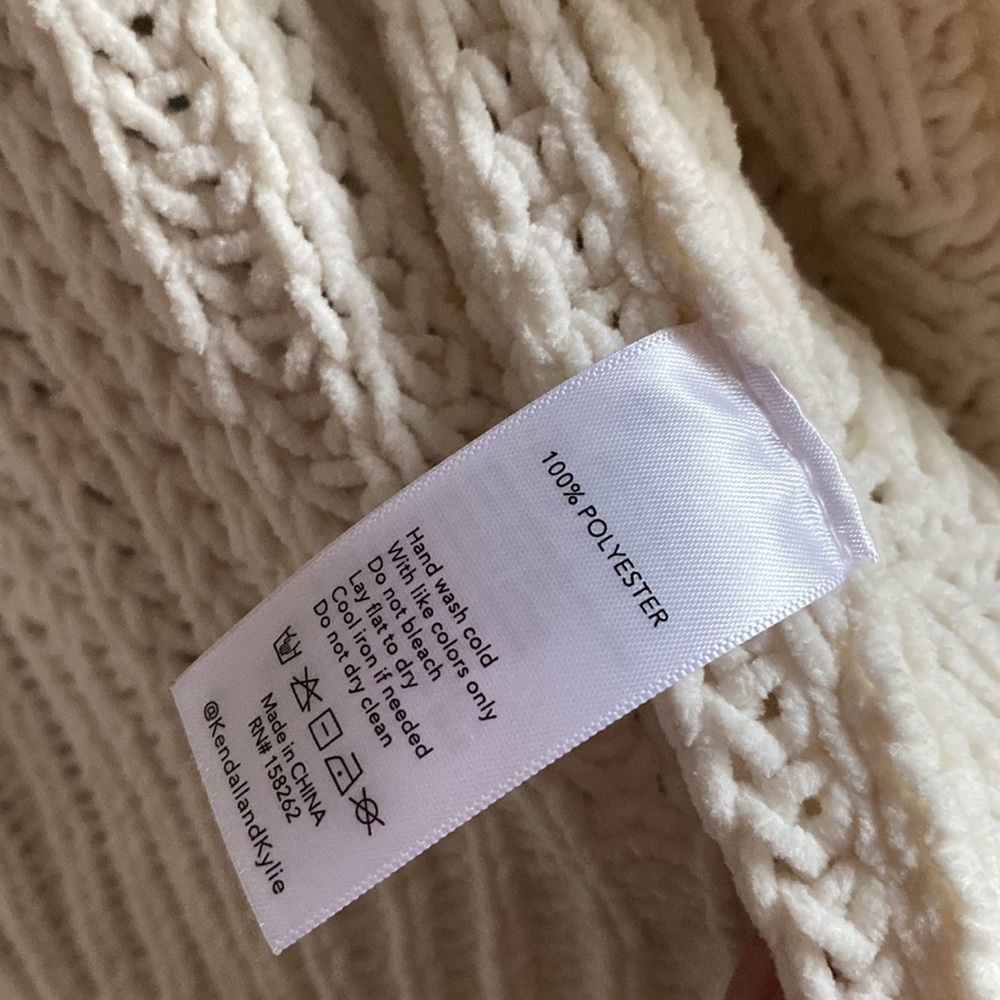 100% POLYESTER
Hand wash cold
With like colors only
Do not bleach
Lay flat to dry
Cool iron if needed
Do not dry clean
Made in CHINA
RN# 158262
@KendallandKylie